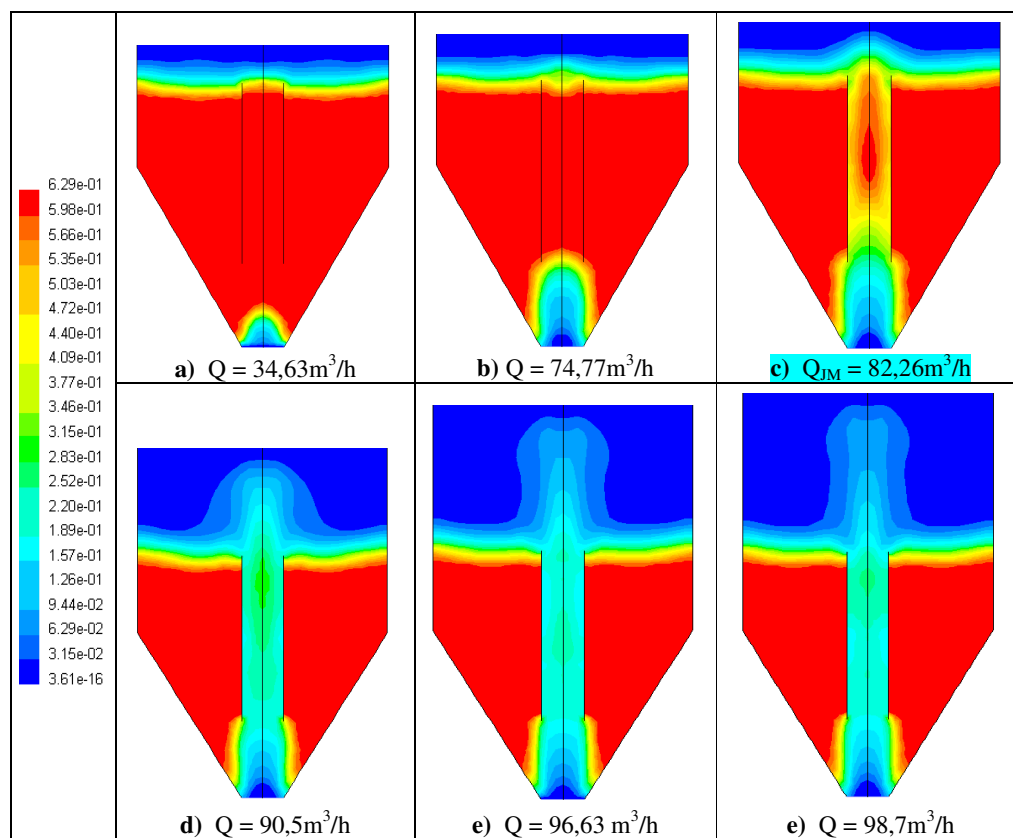 6.29e-01
5.98e-01
5.66e-01
5.35e-01
5.03e-01
4.72e-01
4.40e-01
4.09e-01
3.77e-01
3.46e-01
3.15e-01
2.83e-01
2.52e-01
2.20e-01
1.89e-01
1.57e-01
1.26e-01
9.44e-02
6.29e-02
3.15e-02
3.61e-16
a) Q = 34,63m³/h
b) Q = 74,77m³/h
c) Q_JM = 82,26m³/h
d) Q = 90,5m³/h
e) Q = 96,63 m³/h
e) Q = 98,7m³/h